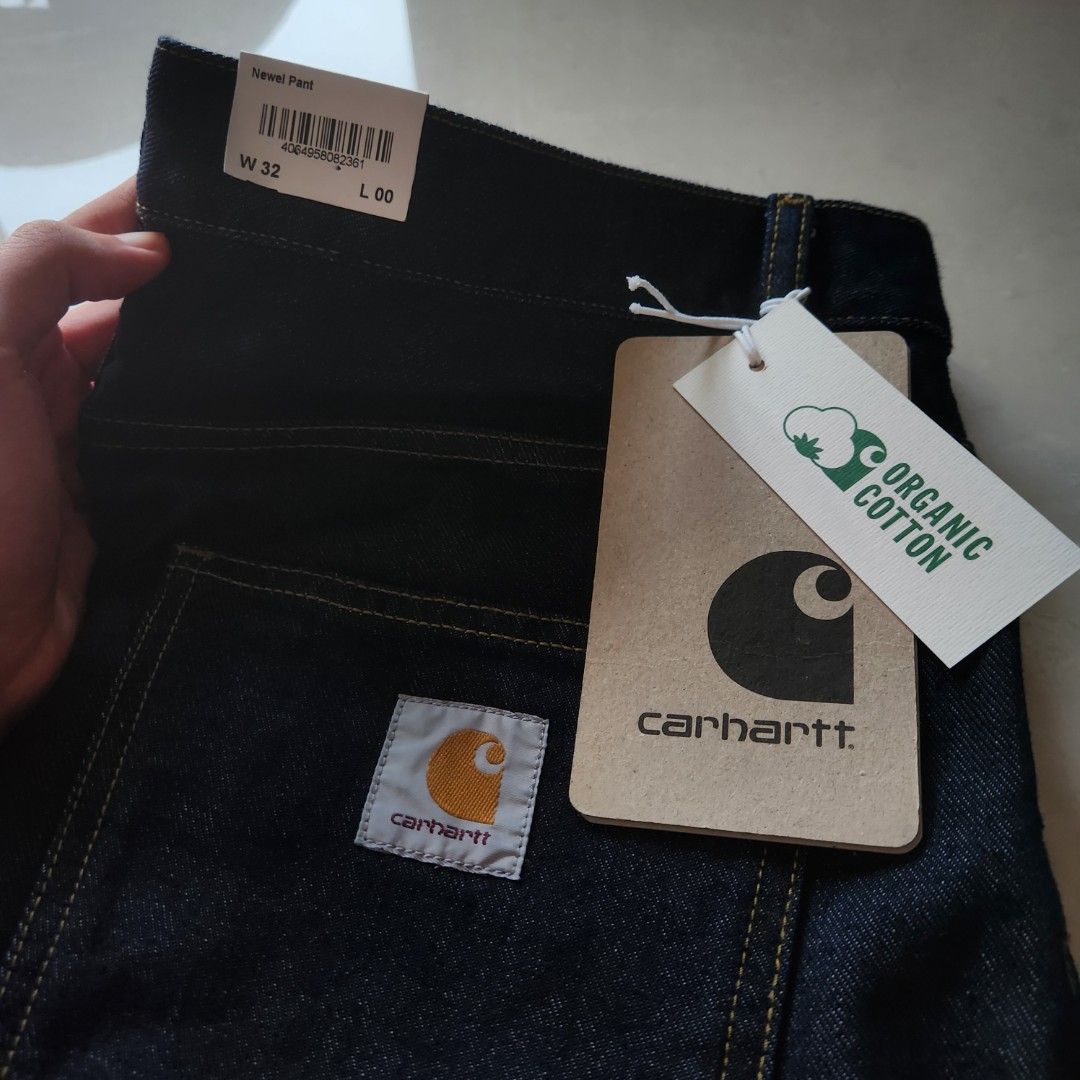 Newel Pant
4064958082361
W 32
L 00
ORGANIC
COTTON
carhartt.
carhartt